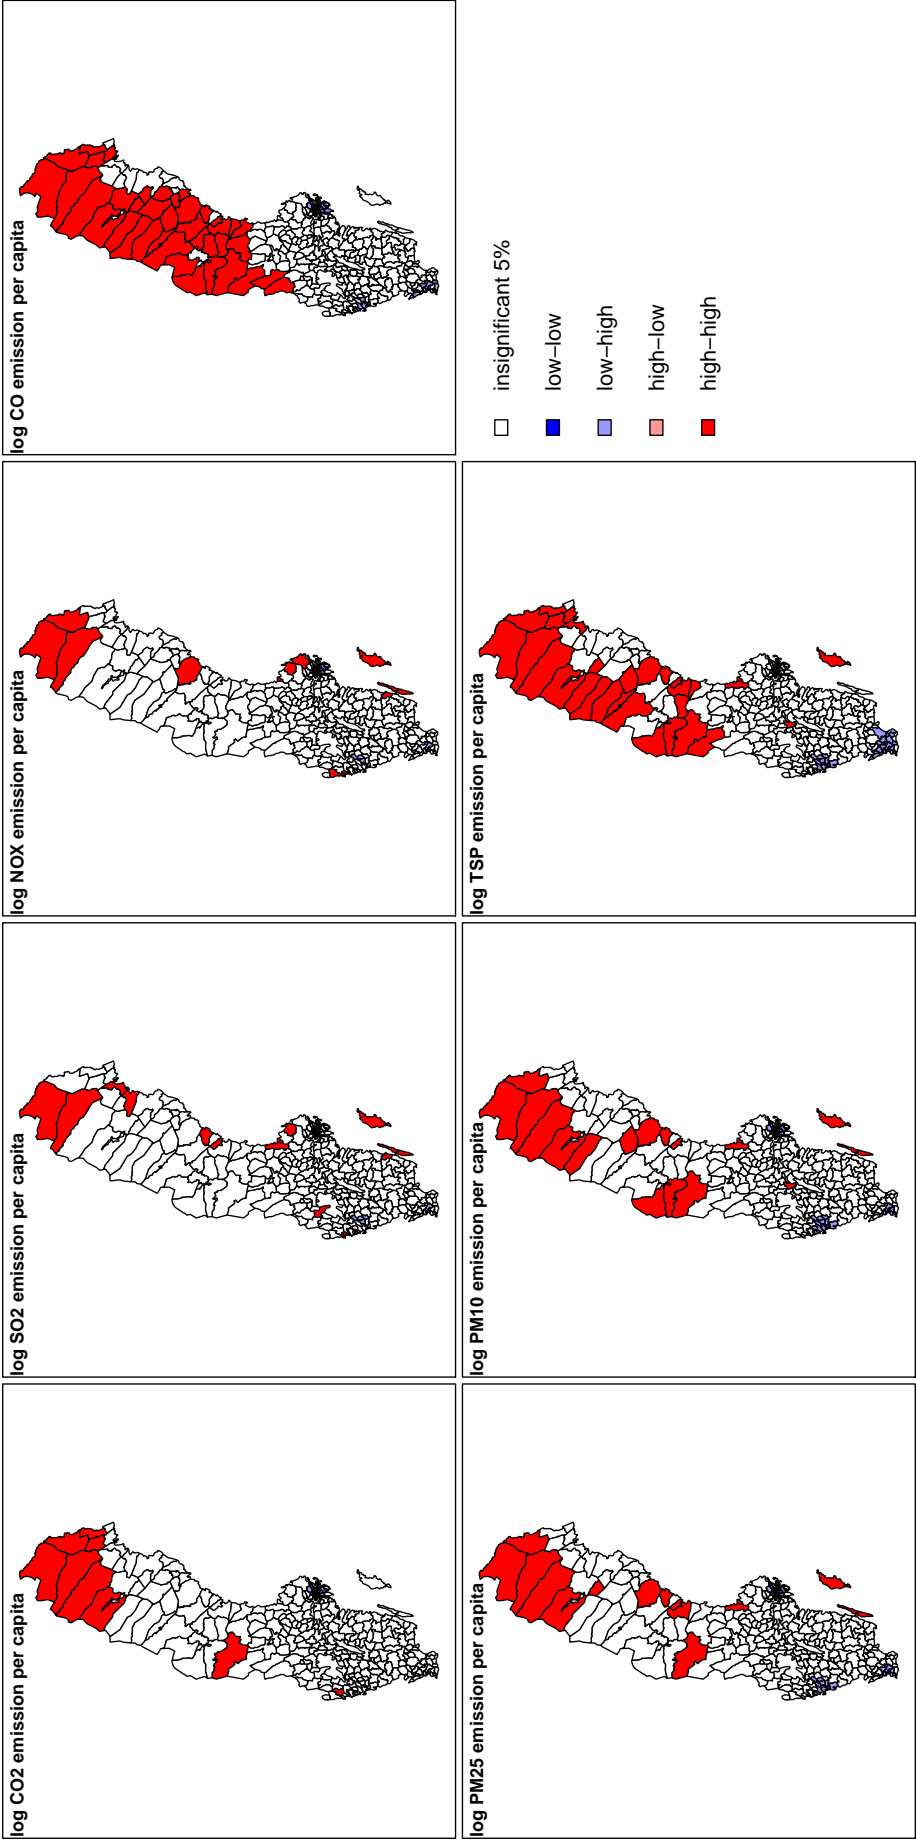 log CO2 emission per capita
log SO2 emission per capita
log NOX emission per capita
log CO emission per capita
log PM25 emission per capita
log PM10 emission per capita
log TSP emission per capita
insignificant 5%
low−low
low−high
high−low
high−high